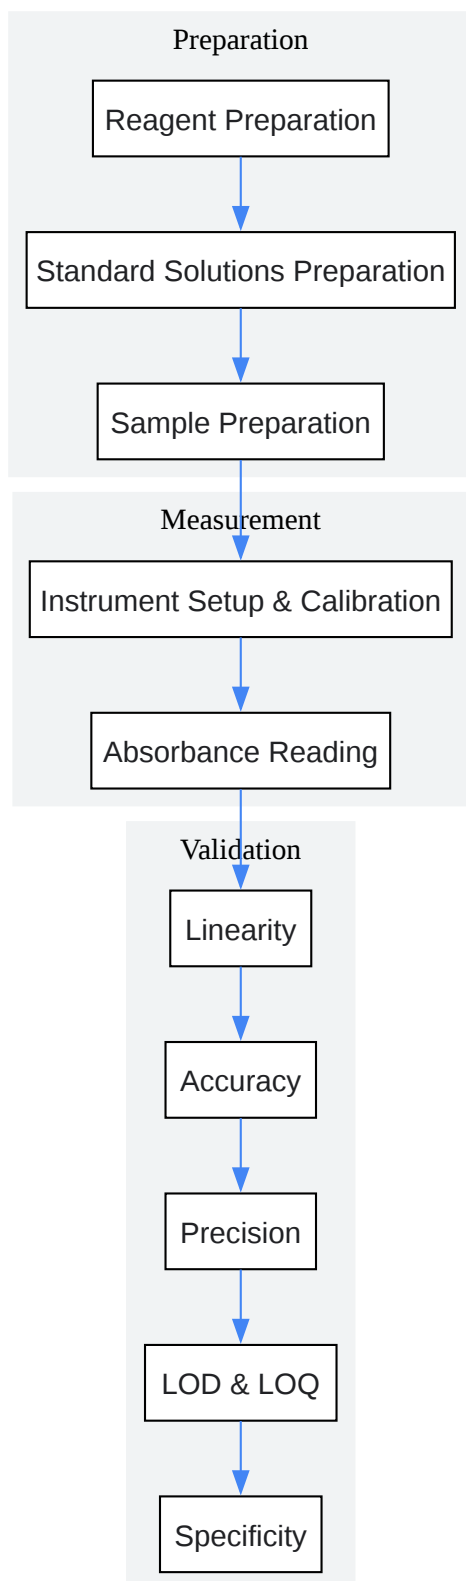 Preparation
Reagent Preparation
Standard Solutions Preparation
Sample Preparation
Measurement
Instrument Setup & Calibration
Absorbance Reading
Validation
Linearity
Accuracy
Precision
LOD & LOQ
Specificity